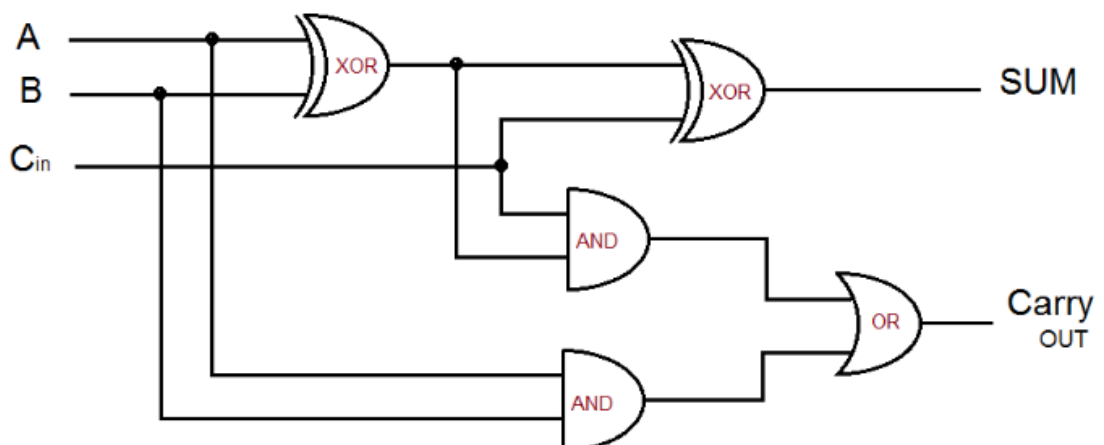 A
XOR
B
XOR
SUM
Cin
AND
OR
Carry
OUT
AND